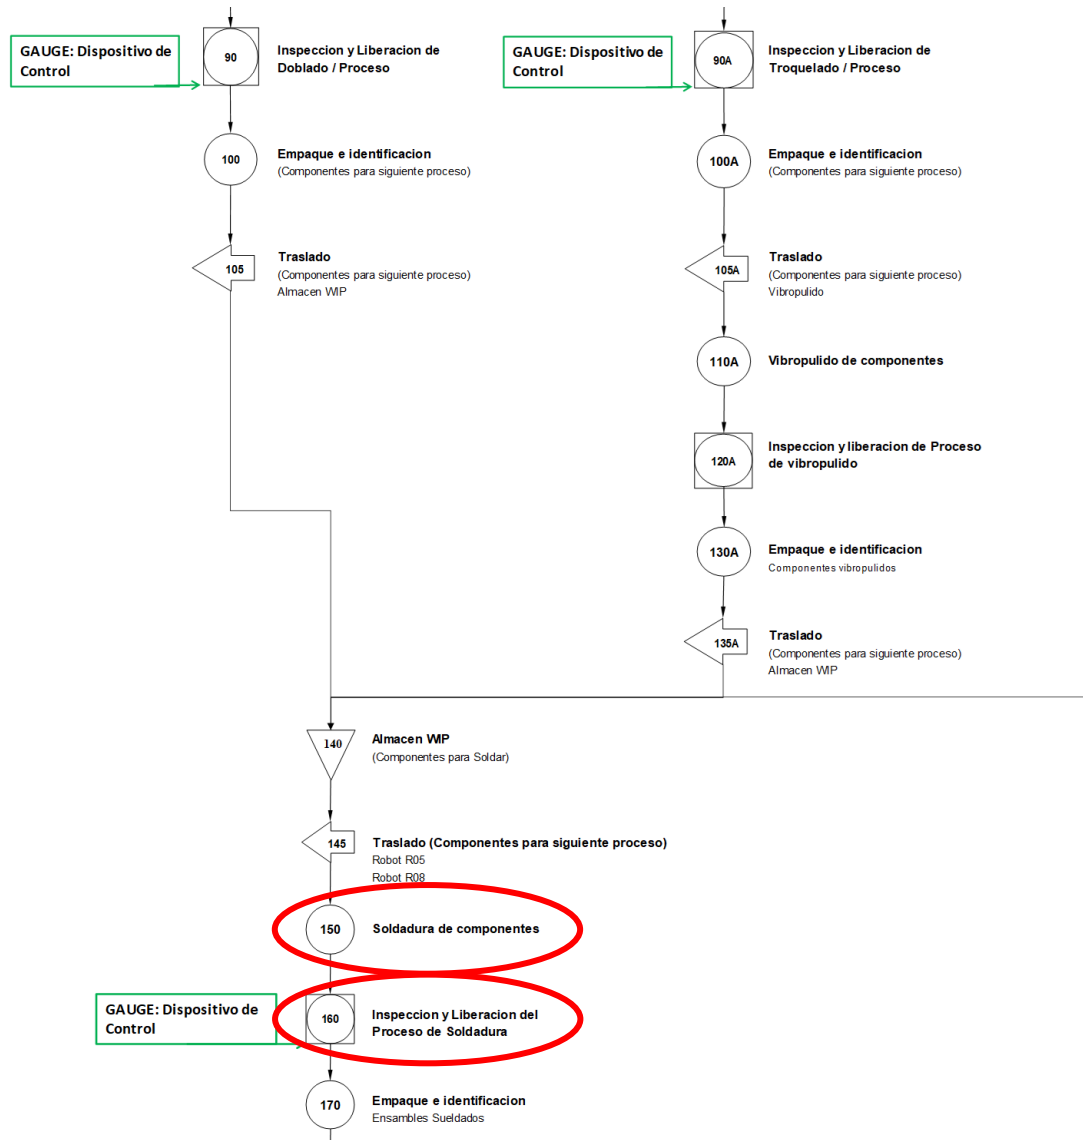 GAUGE: Dispositivo de
Control
90
Inspeccion y Liberacion de
Doblado / Proceso
100
Empaque e identificacion
(Componentes para siguiente proceso)
105
Traslado
(Componentes para siguiente proceso)
Almacen WIP
GAUGE: Dispositivo de
Control
90A
Inspeccion y Liberacion de
Troquelado / Proceso
100A
Empaque e identificacion
(Componentes para siguiente proceso)
105A
Traslado
(Componentes para siguiente proceso)
Vibropulido
110A
Vibropulido de componentes
120A
Inspeccion y liberacion de Proceso
de vibropulido
130A
Empaque e identificacion
Componentes vibropulidos
135A
Traslado
(Componentes para siguiente proceso)
Almacen WIP
140
Almacen WIP
(Componentes para Soldar)
145
Traslado (Componentes para siguiente proceso)
Robot R05
Robot R08
150
Soldadura de componentes
GAUGE: Dispositivo de
Control
160
Inspeccion y Liberacion del
Proceso de Soldadura
170
Empaque e identificacion
Ensambles Sueldados